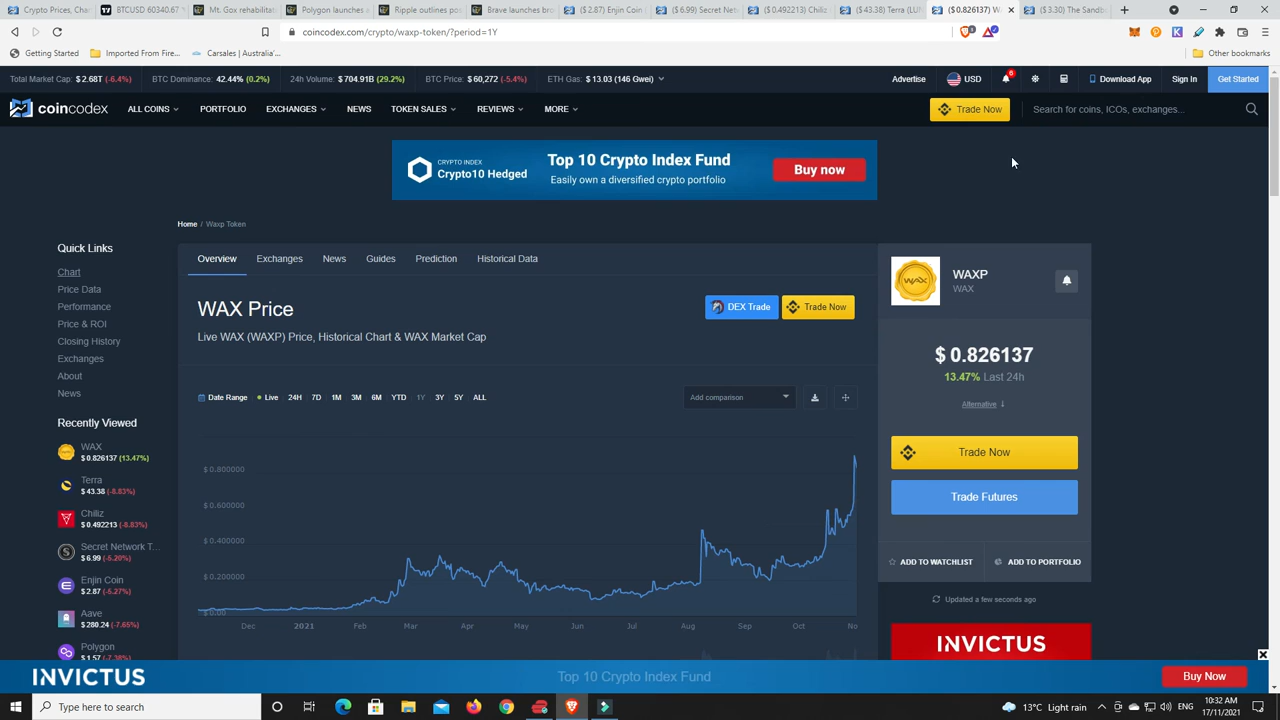 Crypto Prices, Cha
BTCUSD 60340.67
Mt. Gox rehabilitat
Polygon launches a
Ripple outlines pos
Brave launches bro
($ 2.87) Enjin Coin
($ 6.99) Secret Net
($ 0.492213) Chiliz
($ 43.38) Terra (LU
($ 0.826137) W
($ 3.30) The Sandb
coincodex.com/crypto/waxp-token/?period=1Y
Getting Started
Imported From Fire...
Carsales | Australia'...
Other bookmarks
Total Market Cap: $ 2.68T (-6.4%)
BTC Dominance: 42.44% (0.2%)
24h Volume: $ 704.91B (29.2%)
BTC Price: $ 60,272 (-5.4%)
ETH Gas: $ 13.03 (146 Gwei)
Advertise
USD
6
Download App
Sign In
Get Started
coincodex
ALL COINS
PORTFOLIO
EXCHANGES
NEWS
TOKEN SALES
REVIEWS
MORE
Trade Now
Search for coins, ICOs, exchanges...
CRYPTO INDEX
Crypto10 Hedged
Top 10 Crypto Index Fund
Easily own a diversified crypto portfolio
Buy now
Home / Waxp Token
Quick Links
Chart
Price Data
Performance
Price & ROI
Closing History
Exchanges
About
News
Recently Viewed
WAX
$ 0.826137 (13.47%)
Terra
$ 43.38 (-8.83%)
Chiliz
$ 0.492213 (-8.83%)
Secret Network T...
$ 6.99 (-5.20%)
Enjin Coin
$ 2.87 (-5.27%)
Aave
$ 280.24 (-7.65%)
Polygon
$ 1.57 (-7.38%)
Overview
Exchanges
News
Guides
Prediction
Historical Data
WAX Price
DEX Trade
Trade Now
Live WAX (WAXP) Price, Historical Chart & WAX Market Cap
Date Range
Live
24H
7D
1M
3M
6M
YTD
1Y
3Y
5Y
ALL
Add comparison
$ 0.800000
$ 0.600000
$ 0.400000
$ 0.200000
$ 0.00
Dec
2021
Feb
Mar
Apr
May
Jun
Jul
Aug
Sep
Oct
No
WAX
WAXP
WAX
$ 0.826137
13.47% Last 24h
Alternative
Trade Now
Trade Futures
ADD TO WATCHLIST
ADD TO PORTFOLIO
Updated a few seconds ago
INVICTUS
INVICTUS
Top 10 Crypto Index Fund
Buy Now
Type here to search
13°C Light rain
ENG
10:32 AM
17/11/2021